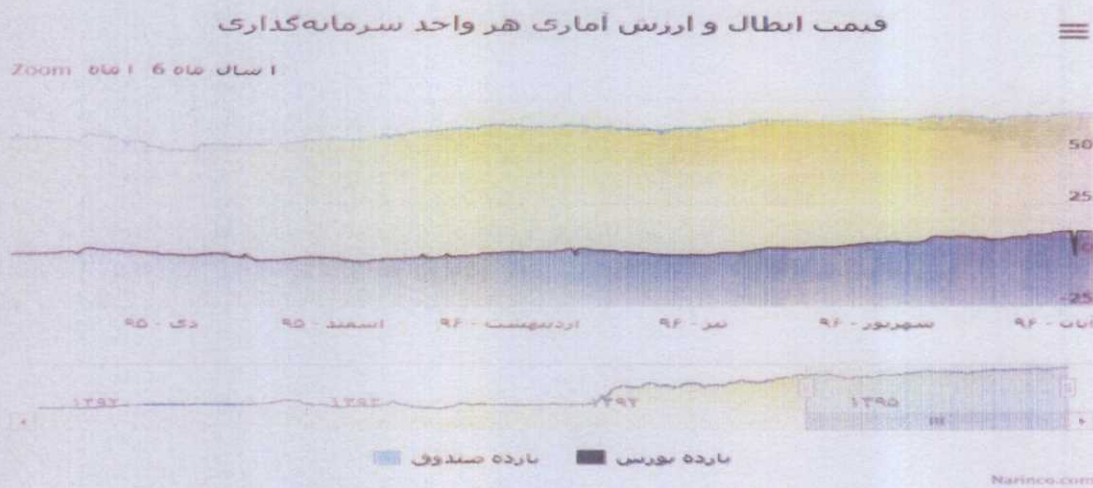 قیمت ابطال و ارزش آماری هر واحد سرمایه‌گذاری
Zoom ۱ ماه 6 ماه ۱ سال
50
25
0
-25
دی - ۹۵ اسفند - ۹۵ اردیبهشت - ۹۶ تیر - ۹۶ شهریور - ۹۶ آبان - ۹۶
۱۳۹۲ ۱۳۹۳ ۱۳۹۴ ۱۳۹۵
بازده صندوق بازده بورس
Narinco.com